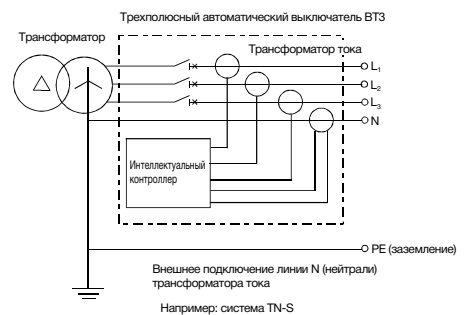 Трехполюсный автоматический выключатель BT3
Трансформатор
Трансформатор тока
L1
L2
L3
N
Интеллектуальный
контроллер
PE (заземление)
Внешнее подключение линии N (нейтрали)
трансформатора тока
Например: система TN-S